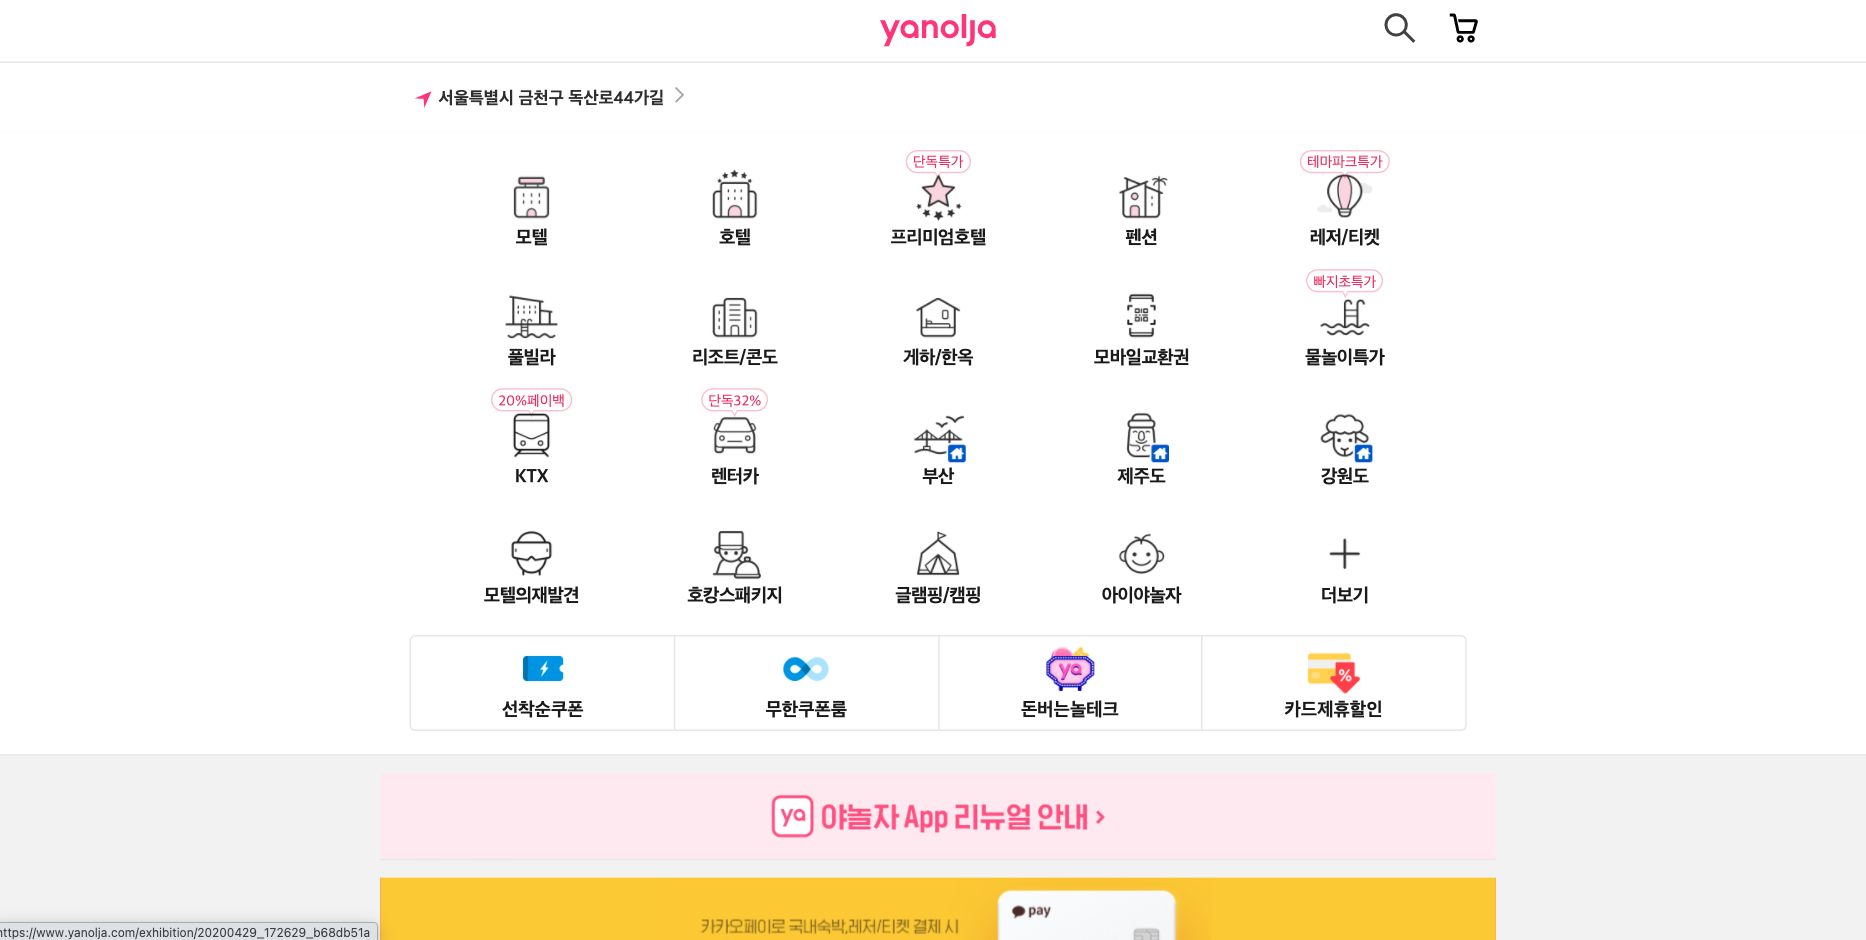 yanolja
서울특별시 금천구 독산로44가길
단독특가
테마파크특가
모텔
호텔
프리미엄호텔
펜션
레저/티켓
빠지초특가
풀빌라
리조트/콘도
게하/한옥
모바일교환권
물놀이특가
20%페이백
단독32%
KTX
렌터카
부산
제주도
강원도
모텔의재발견
호캉스패키지
글램핑/캠핑
아이야놀자
더보기
ya
%
선착순쿠폰
무한쿠폰룸
돈버는놀테크
카드제휴할인
ya 야놀자 App 리뉴얼 안내
pay
카카오페이로 국내숙박,레저/티켓 결제 시
https://www.yanolja.com/exhibition/20200429_172629_b68db51a